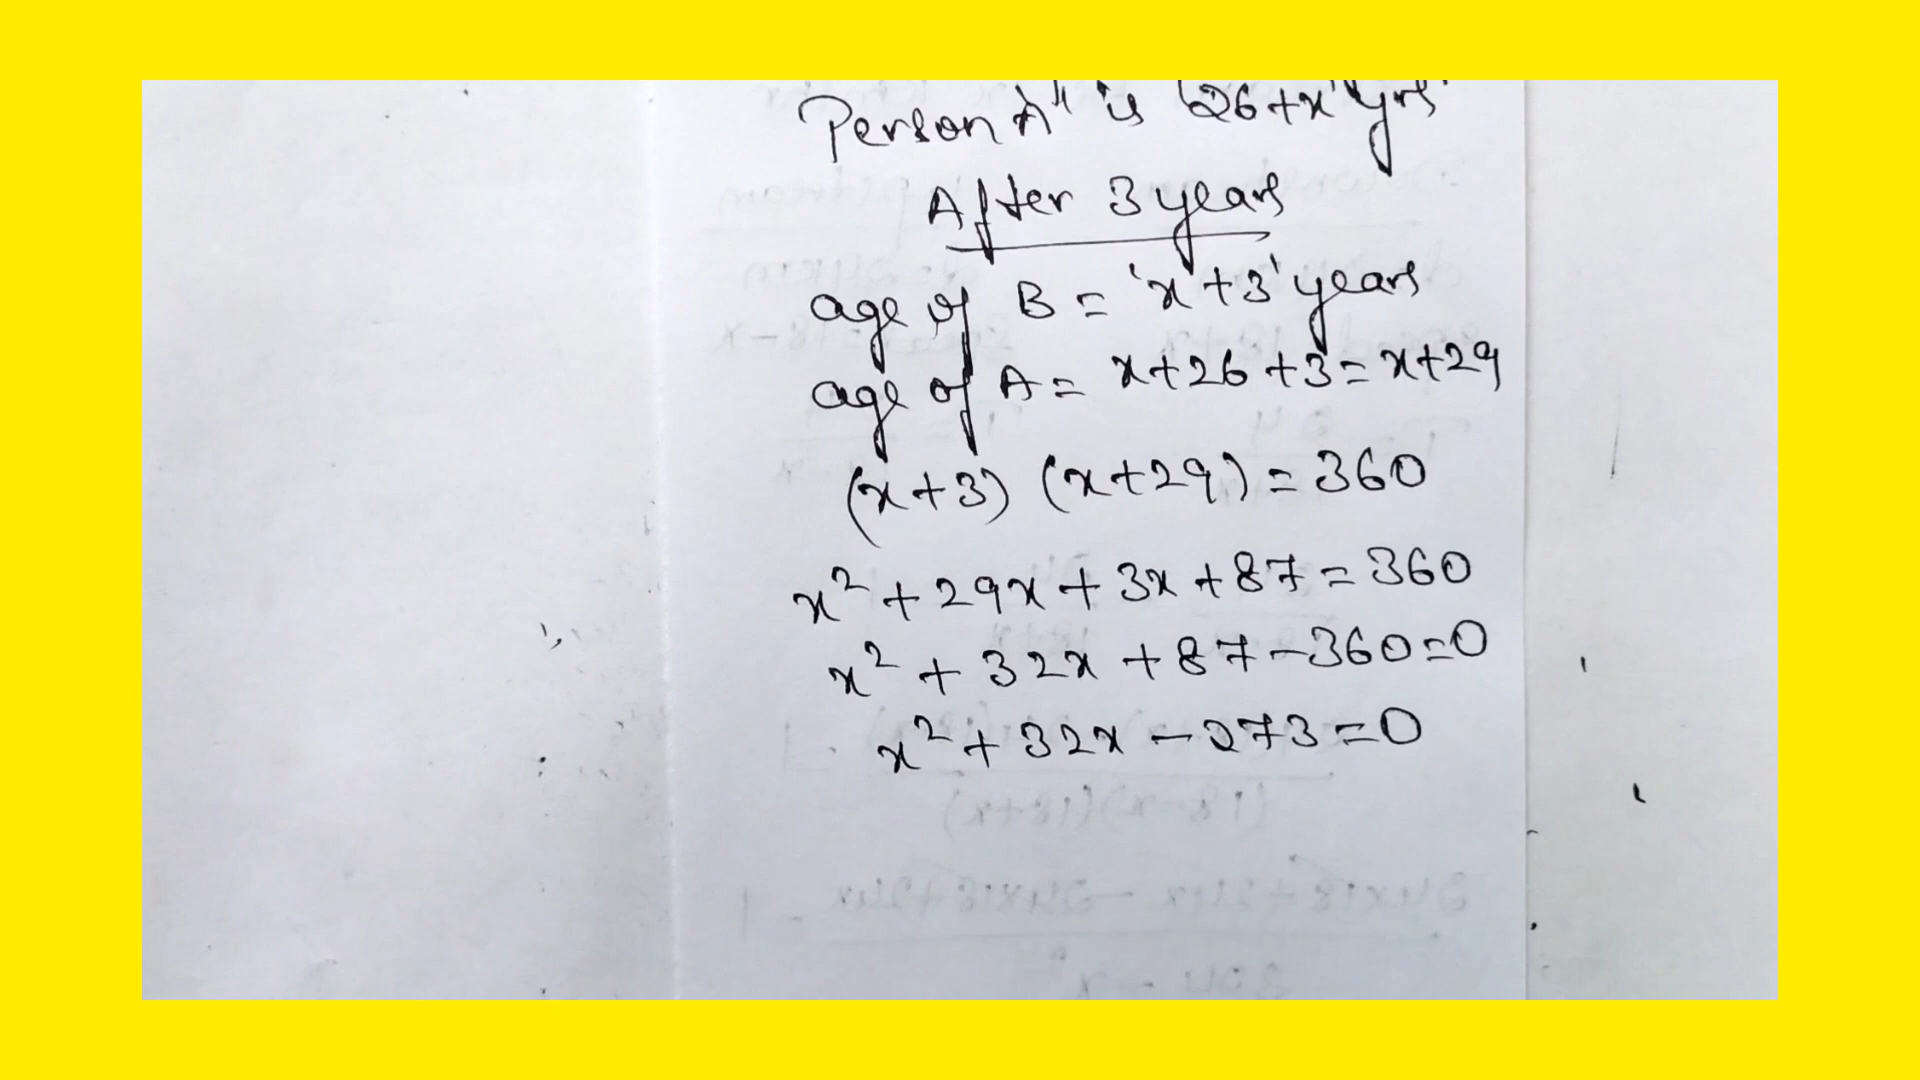 Person A" is '26+x' yrs
After 3 years
age of B = 'x+3' years
age of A = x+26+3=x+29
(x+3) (x+29)=360
x² + 29x + 3x + 87 = 360
x² + 32x + 87-360=0
x² + 32x - 273 = 0